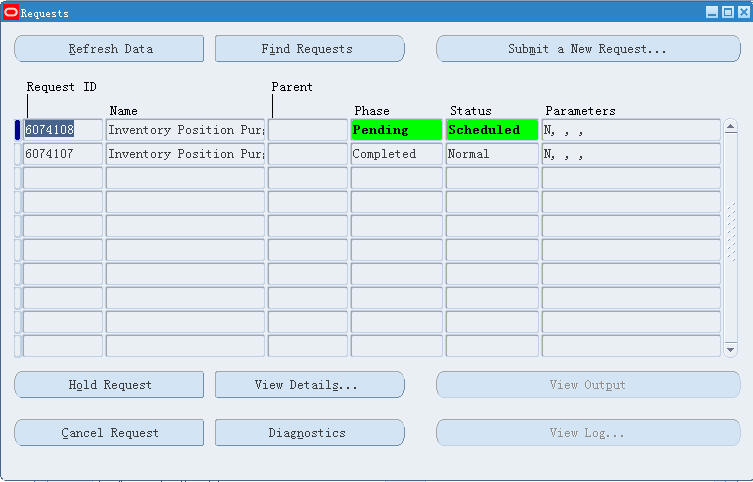 Requests
Refresh Data Find Requests Submit a New Request...
Request ID Parent
Name Phase Status Parameters
6074108 Inventory Position Pur Pending Scheduled N, , ,
6074107 Inventory Position Pur Completed Normal N, , ,
Hold Request View Details... View Output
Cancel Request Diagnostics View Log...